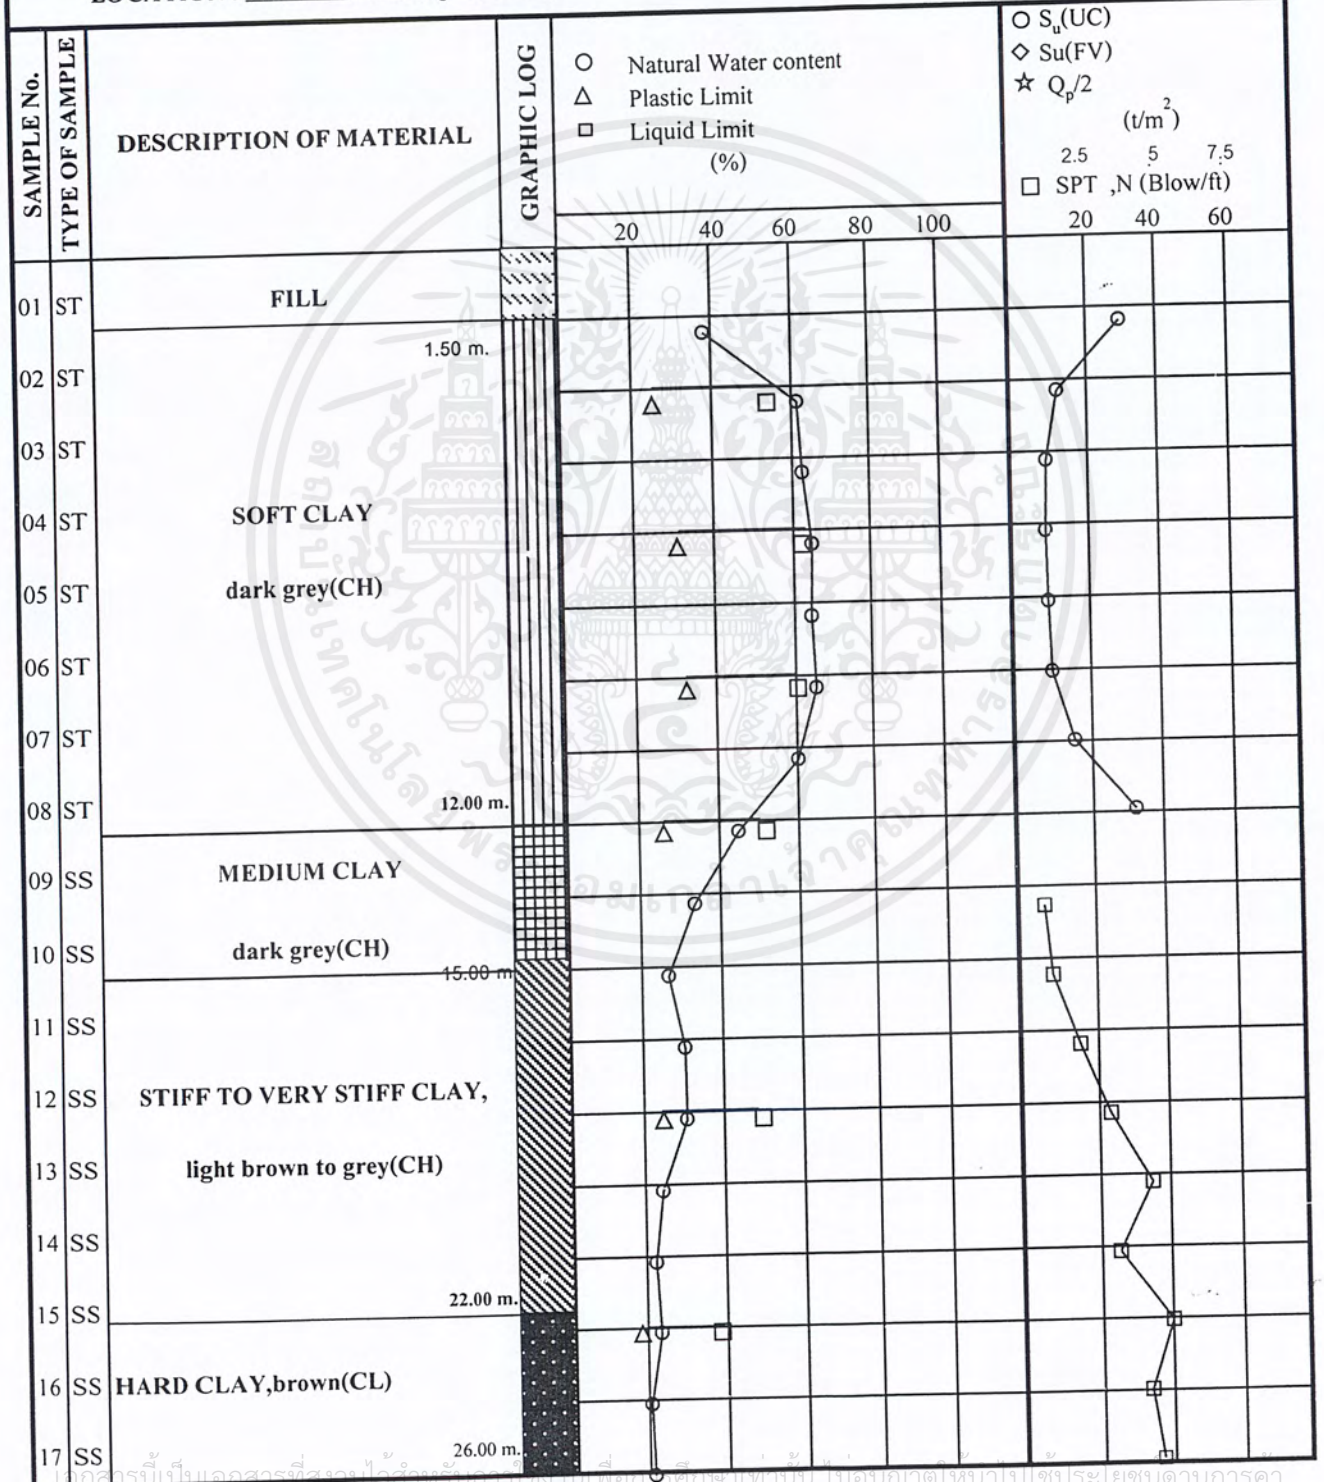 SAMPLE No.
TYPE OF SAMPLE
DESCRIPTION OF MATERIAL
GRAPHIC LOG
○ Natural Water content
△ Plastic Limit
□ Liquid Limit
(%)
20 40 60 80 100
○ Su(UC)
◇ Su(FV)
☆ Qp/2
(t/m²)
2.5 5 7.5
□ SPT ,N (Blow/ft)
20 40 60
01 ST
FILL
1.50 m.
02 ST
03 ST
04 ST
SOFT CLAY
05 ST
dark grey(CH)
06 ST
07 ST
08 ST
12.00 m.
09 SS
MEDIUM CLAY
10 SS
dark grey(CH)
15.00 m
11 SS
12 SS
STIFF TO VERY STIFF CLAY,
13 SS
light brown to grey(CH)
14 SS
22.00 m.
15 SS
16 SS
HARD CLAY,brown(CL)
17 SS
26.00 m.